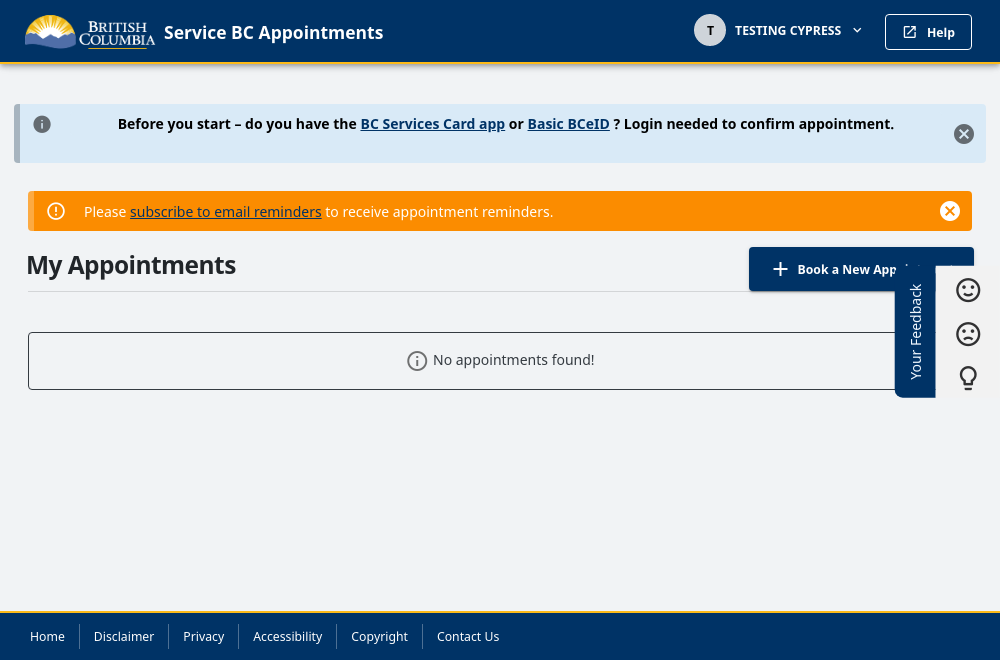 BRITISH
COLUMBIA
Service BC Appointments
T
TESTING CYPRESS
Help
Before you start – do you have the BC Services Card app or Basic BCeID ? Login needed to confirm appointment.
Please subscribe to email reminders to receive appointment reminders.
My Appointments
Book a New
Your Feedback
No appointments found!
Home
Disclaimer
Privacy
Accessibility
Copyright
Contact Us